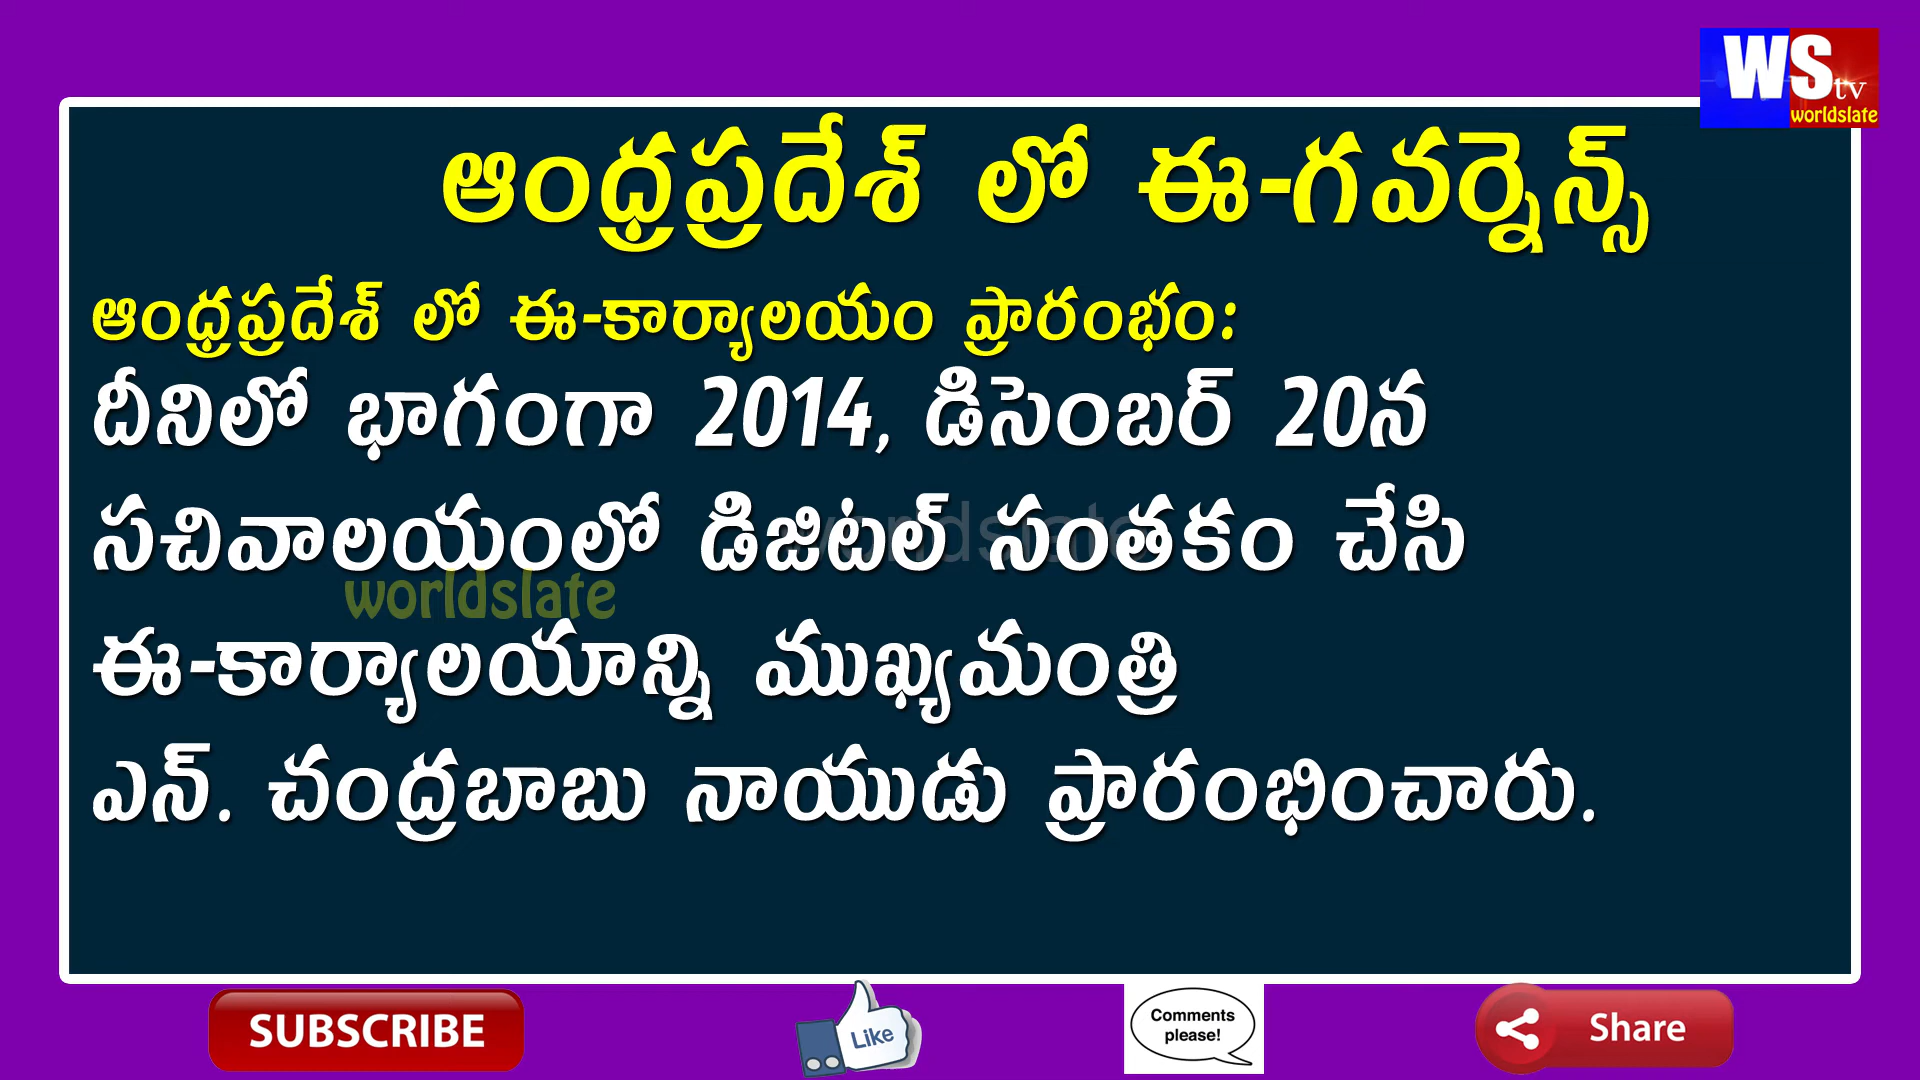 WS tv
worldslate
ఆంధ్రప్రదేశ్ లో ఈ-గవర్నెన్స్
ఆంధ్రప్రదేశ్ లో ఈ-కార్యాలయం ప్రారంభం:
దీనిలో భాగంగా 2014, డిసెంబర్ 20న
సచివాలయంలో డిజిటల్ సంతకం చేసి
worldslate
worldslate
ఈ-కార్యాలయాన్ని ముఖ్యమంత్రి
ఎన్. చంద్రబాబు నాయుడు ప్రారంభించారు.
SUBSCRIBE
Like
Comments
please!
Share